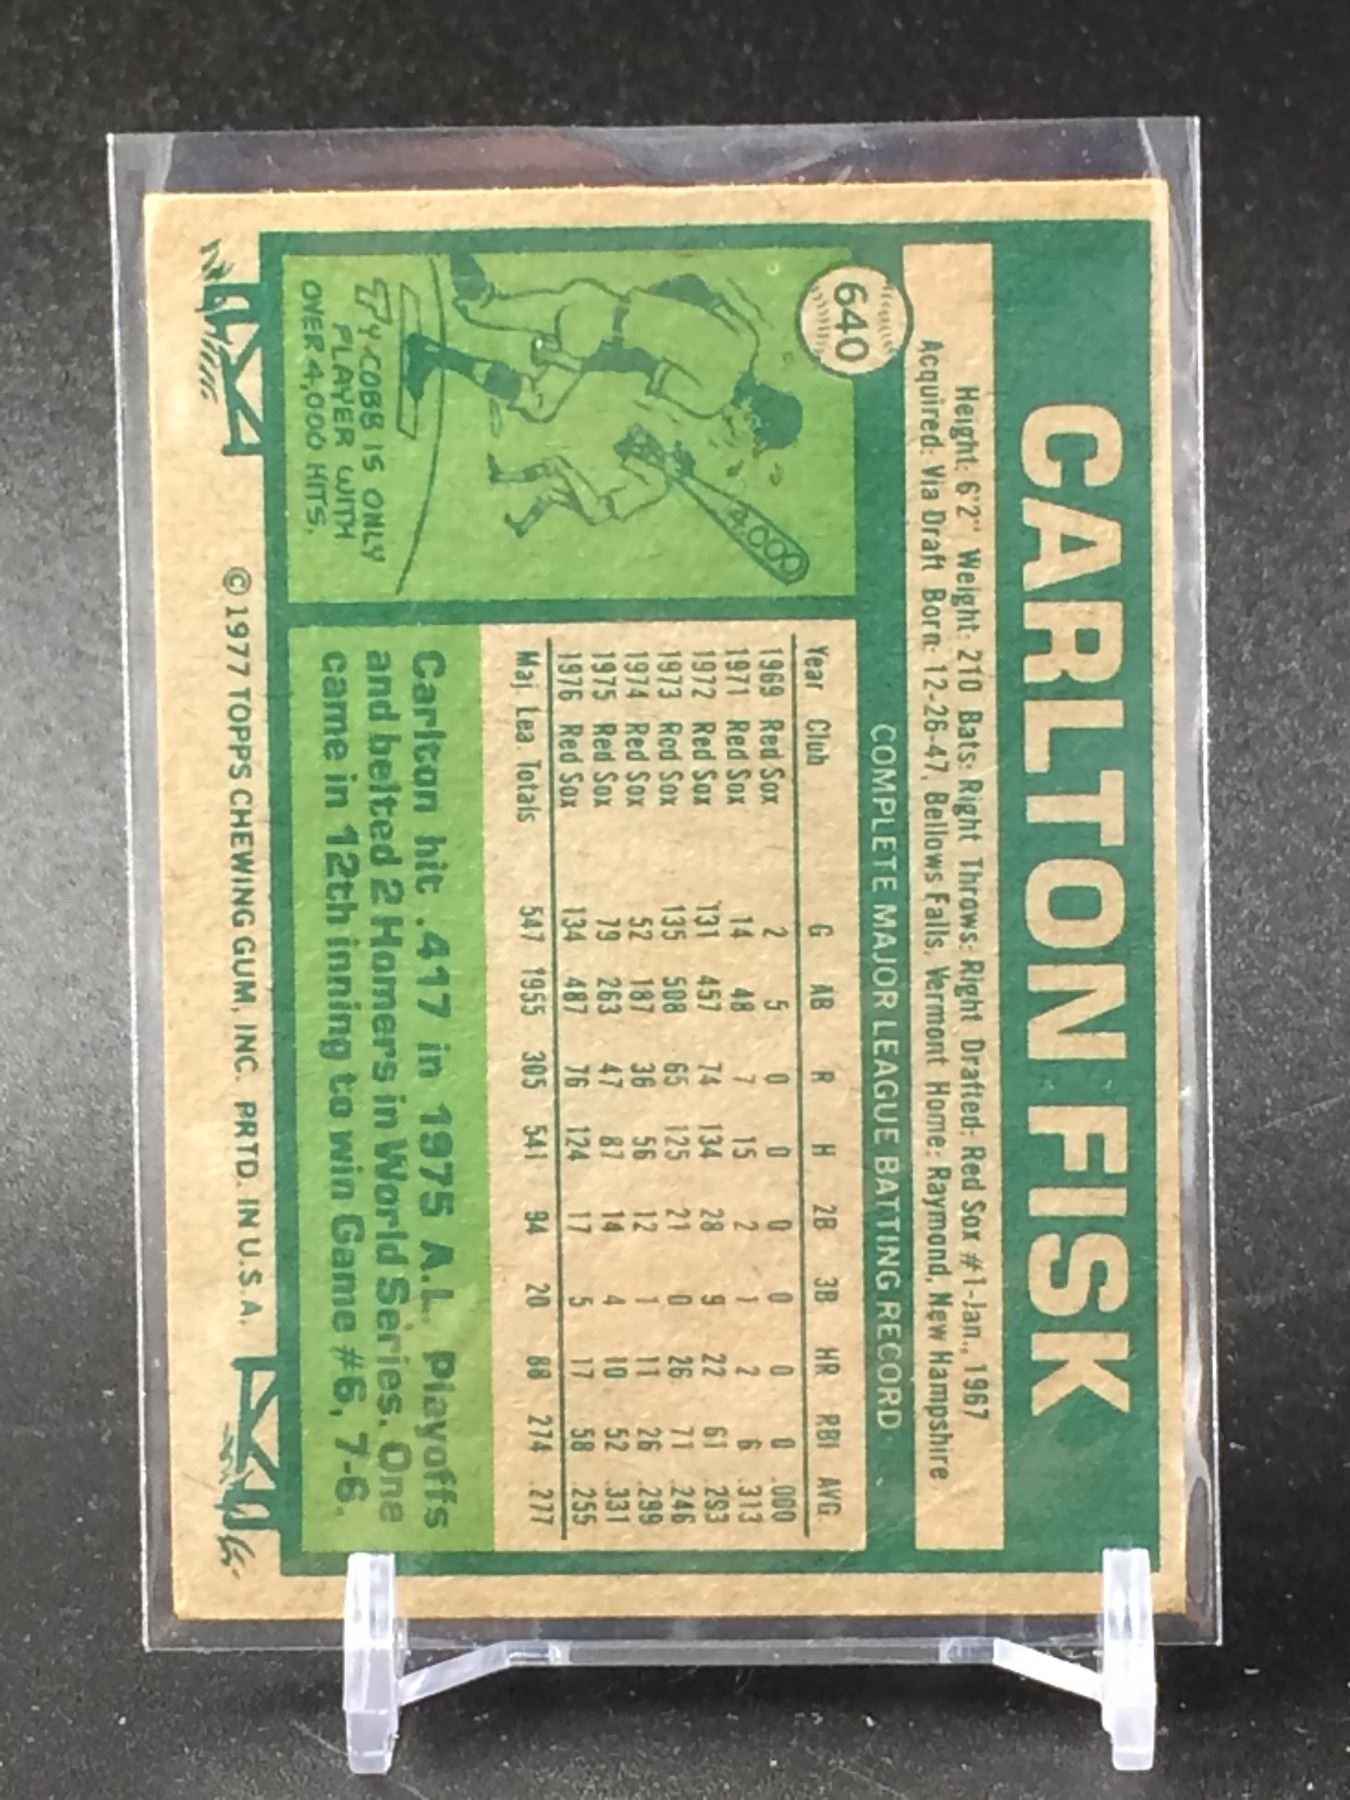 CARLTON FISK
Height: 6'2" Weight: 210 Bats: Right Throws: Right Drafted: Red Sox #1-Jan., 1967
Acquired: Via Draft Born: 12-26-47, Bellows Falls, Vermont Home: Raymond, New Hampshire
640
COMPLETE MAJOR LEAGUE BATTING RECORD
Year Club G AB R H 2B 3B HR RBI AVG.
1969 Red Sox 2 5 0 0 0 0 0 0 .000
1971 Red Sox 14 48 7 15 2 1 2 6 .313
1972 Red Sox 131 457 74 134 28 9 22 61 .293
1973 Red Sox 135 508 65 125 21 0 26 71 .246
1974 Red Sox 52 187 36 56 12 1 11 26 .299
1975 Red Sox 79 263 47 87 14 4 10 52 .331
1976 Red Sox 134 487 76 124 17 5 17 58 .255
Maj. Lea. Totals 547 1955 305 541 94 20 88 274 .277
4,000
TY COBB IS ONLY
PLAYER WITH
OVER 4,000 HITS.
Carlton hit .417 in 1975 A.L. Playoffs
and belted 2 Homers in World Series. One
came in 12th inning to win Game #6, 7-6.
© 1977 TOPPS CHEWING GUM, INC. PRTD. IN U.S.A.